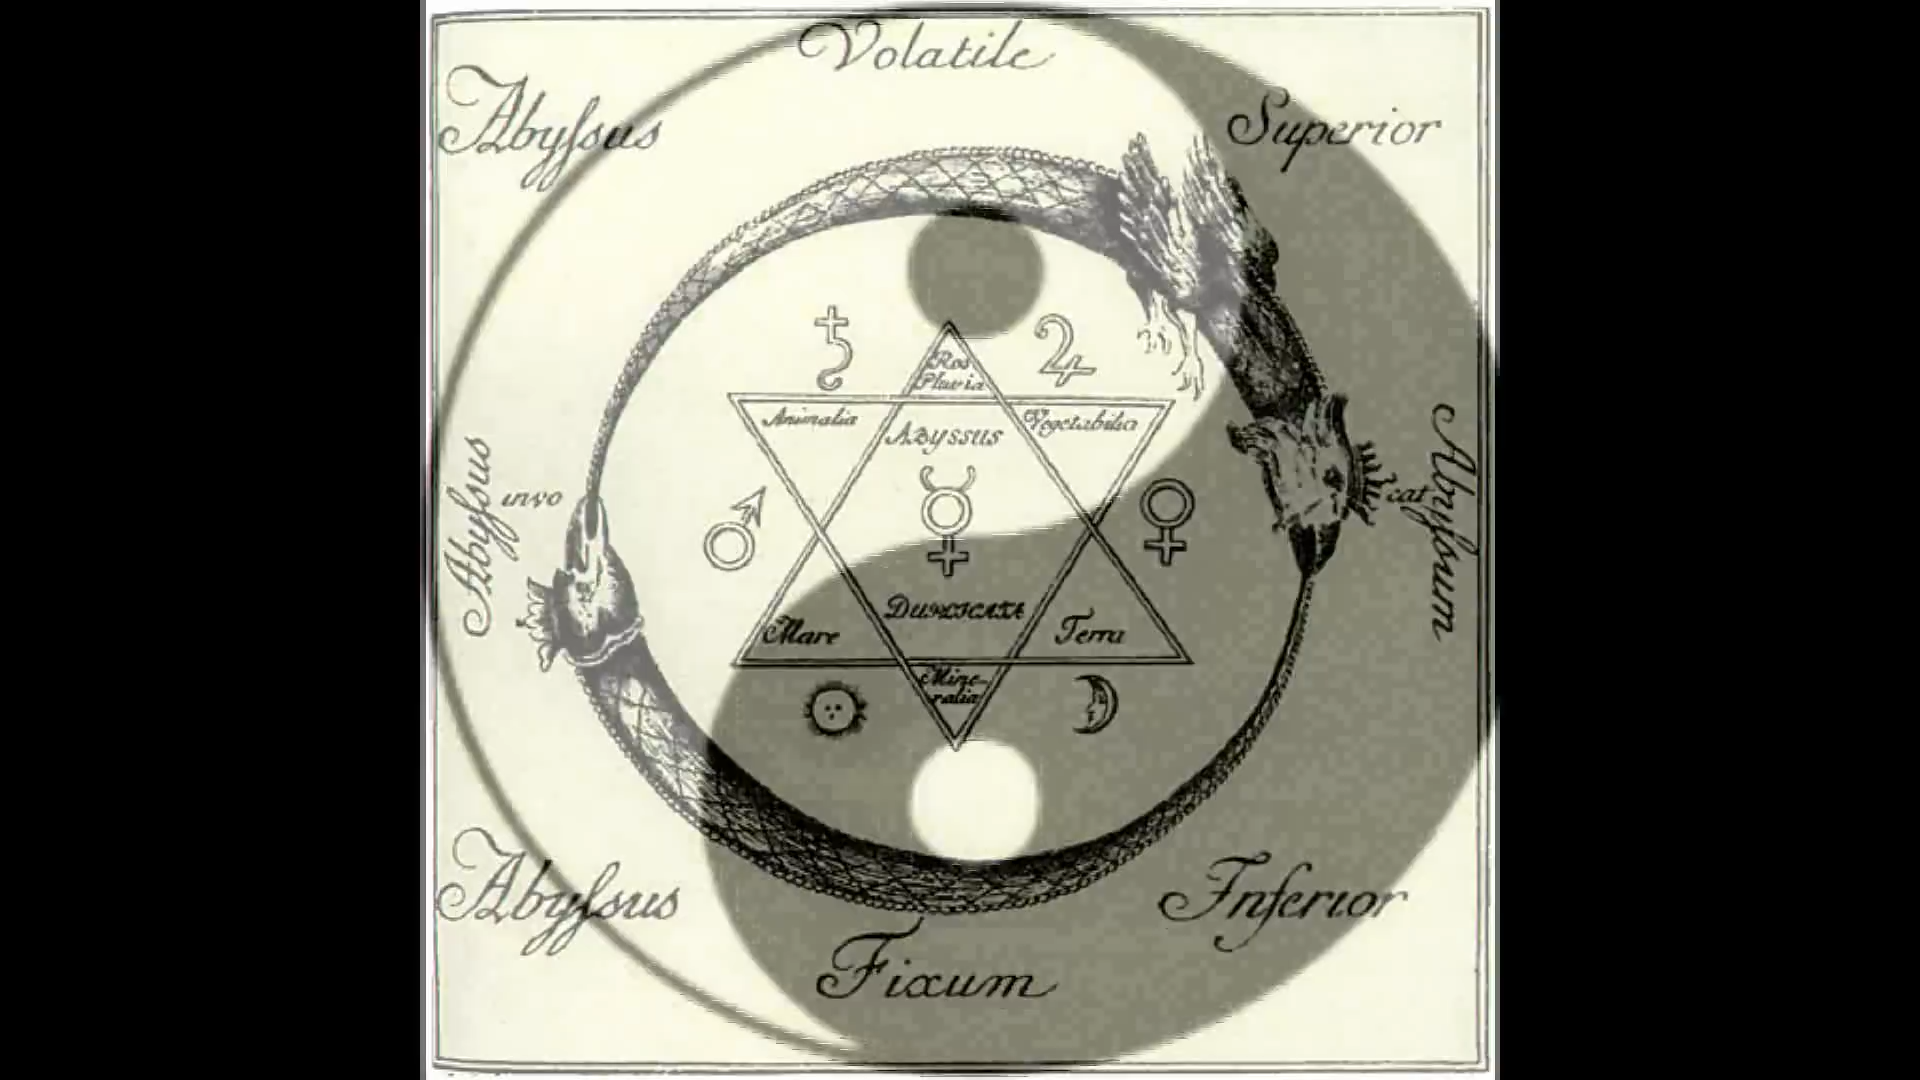 Volatile
Abyſsus
Superior
Ros
Pluvia
Animalia
Vegetabilia
Abyssus
Abyſsus
invo
cat
Abyſsum
Duplicata
Mare
Terra
Mine-
ralia
Abyſsus
Inferior
Fixum